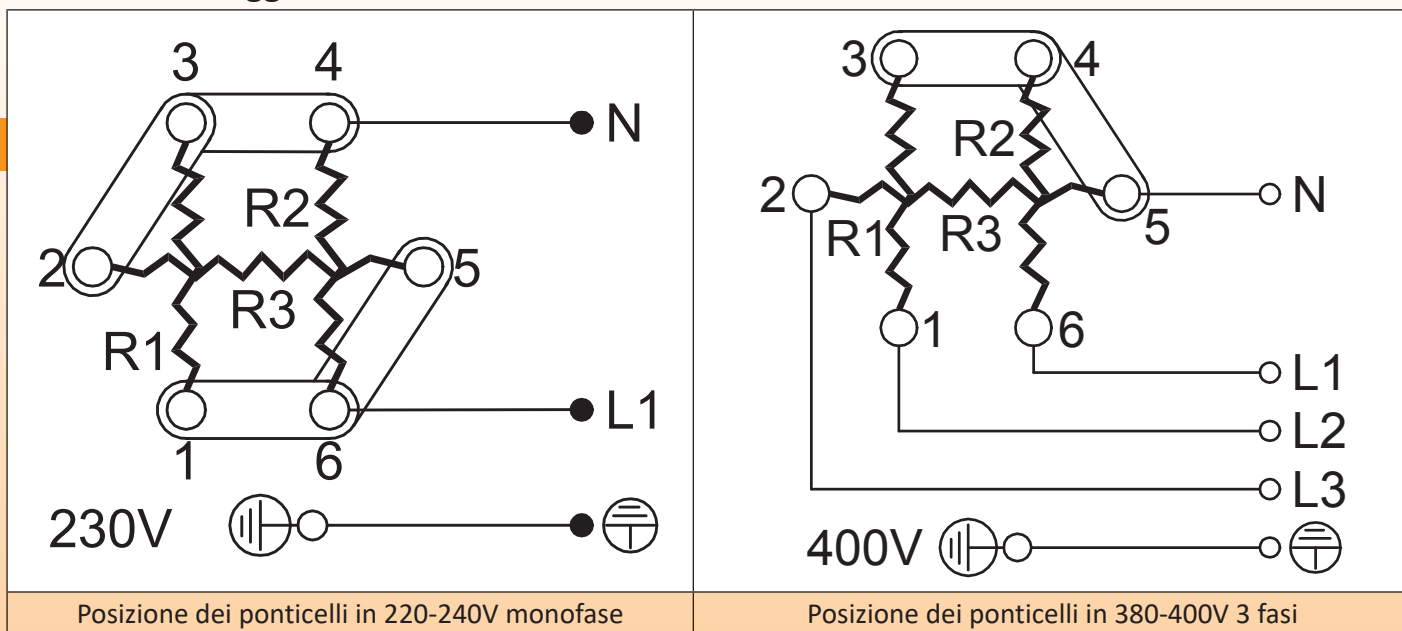 3 4
N
R2
2 5
R3
R1
L1
1 6
230V
Posizione dei ponticelli in 220-240V monofase
3 4
R2
2 N
R1 R3 5
1 6
L1
L2
L3
400V
Posizione dei ponticelli in 380-400V 3 fasi